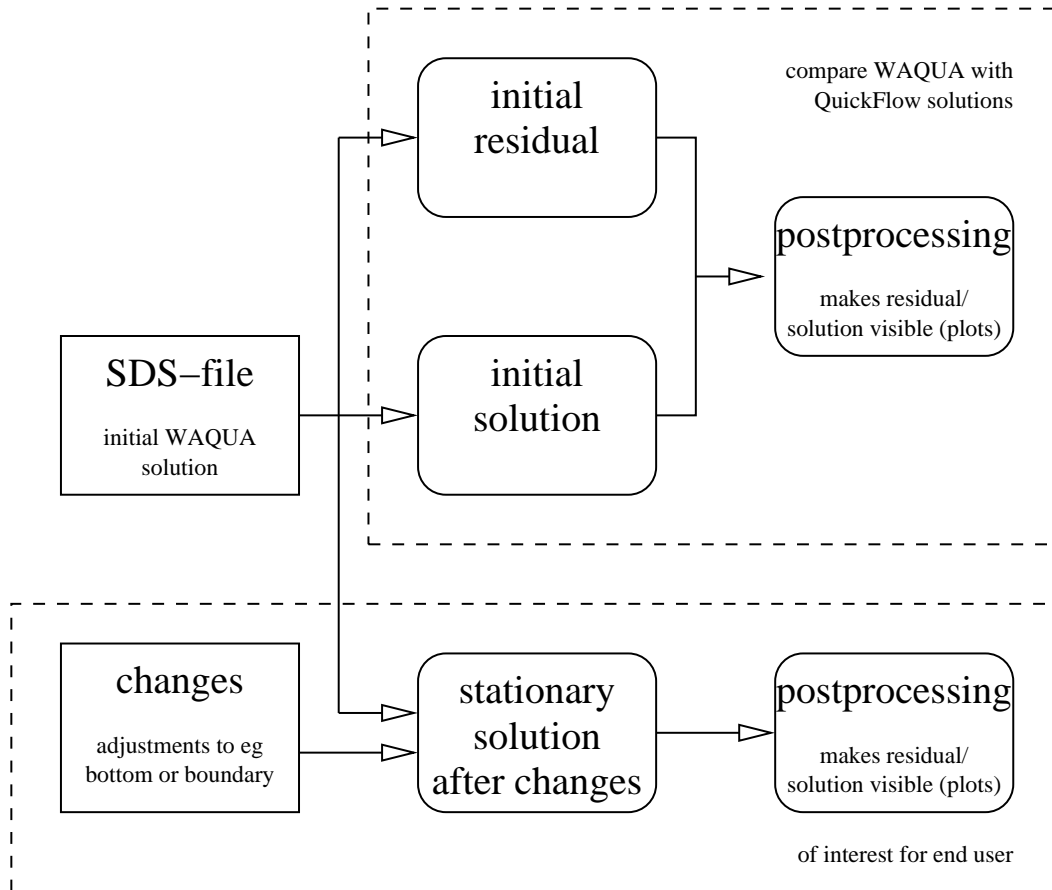 initial
residual
compare WAQUA with
QuickFlow solutions
postprocessing
makes residual/
solution visible (plots)
SDS−file
initial WAQUA
solution
initial
solution
changes
adjustments to eg
bottom or boundary
stationary
solution
after changes
postprocessing
makes residual/
solution visible (plots)
of interest for end user